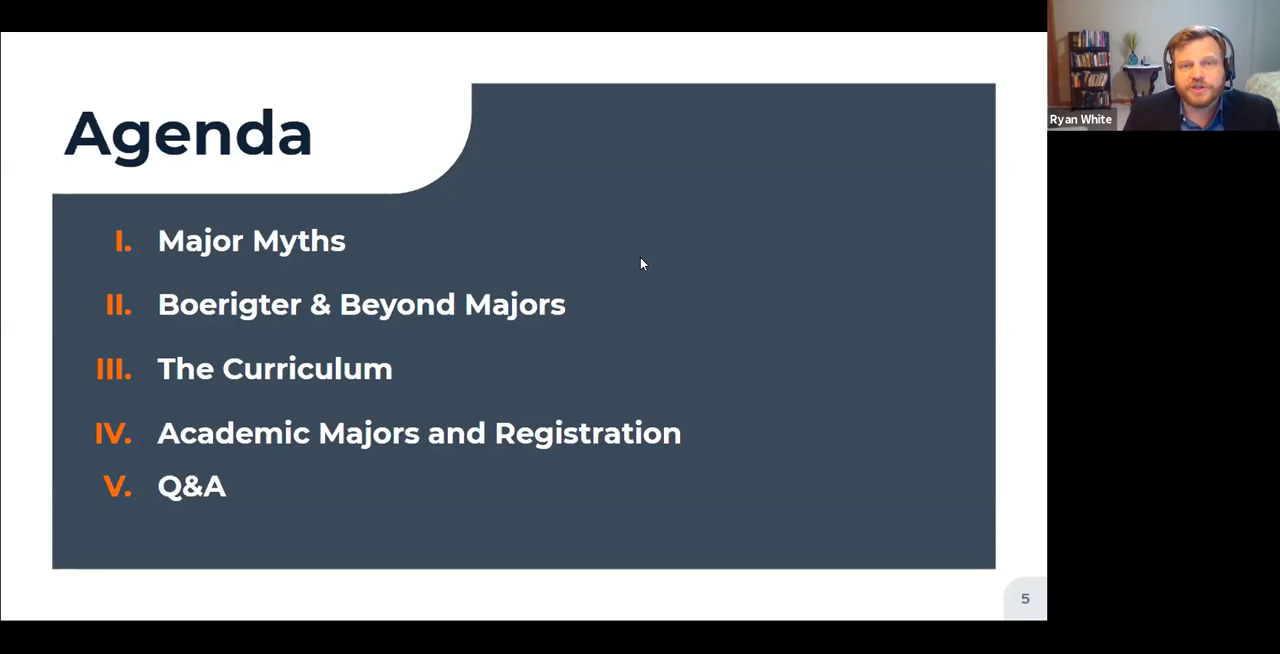 Agenda
I. Major Myths
II. Boerigter & Beyond Majors
III. The Curriculum
IV. Academic Majors and Registration
V. Q&A
5
Ryan White